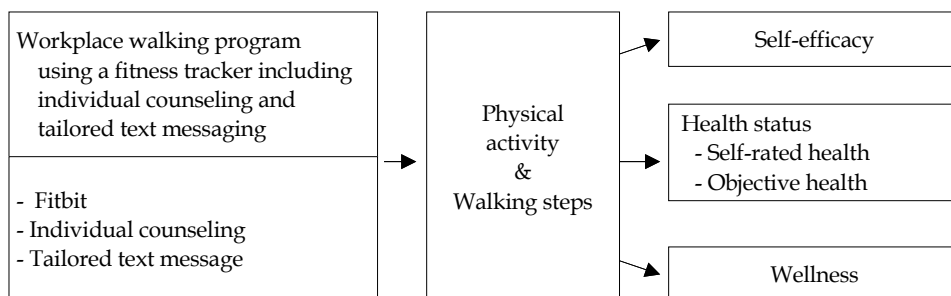 Workplace walking program
using a fitness tracker including
individual counseling and
tailored text messaging
- Fitbit
- Individual counseling
- Tailored text message
Physical
activity
&
Walking steps
Self-efficacy
Health status
- Self-rated health
- Objective health
Wellness